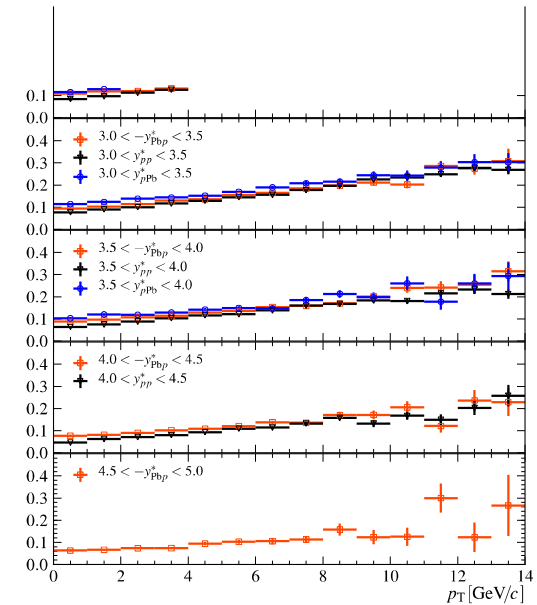 0.1
0.0
0.4
0.3
0.2
0.1
0.0
3.0 < −y*Pbp < 3.5
3.0 < y*pp < 3.5
3.0 < y*pPb < 3.5
0.4
0.3
0.2
0.1
0.0
3.5 < −y*Pbp < 4.0
3.5 < y*pp < 4.0
3.5 < y*pPb < 4.0
0.4
0.3
0.2
0.1
0.0
4.0 < −y*Pbp < 4.5
4.0 < y*pp < 4.5
0.4
0.3
0.2
0.1
0.0
4.5 < −y*Pbp < 5.0
0 2 4 6 8 10 12 14
pT [GeV/c]